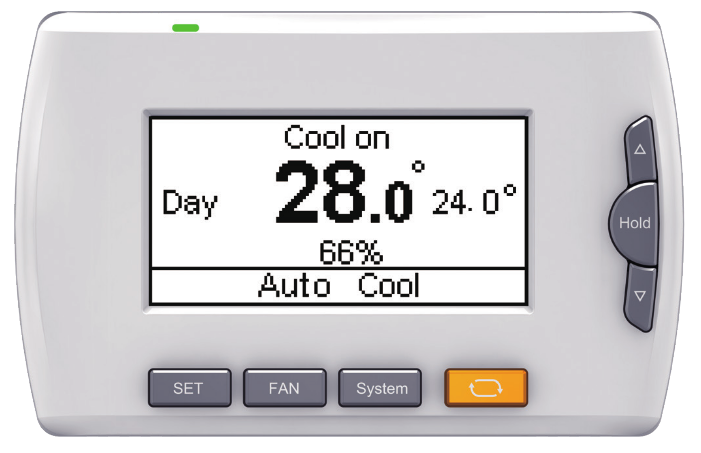 Cool on
Day 28.0° 24.0°
66%
Auto Cool
Hold
SET FAN System